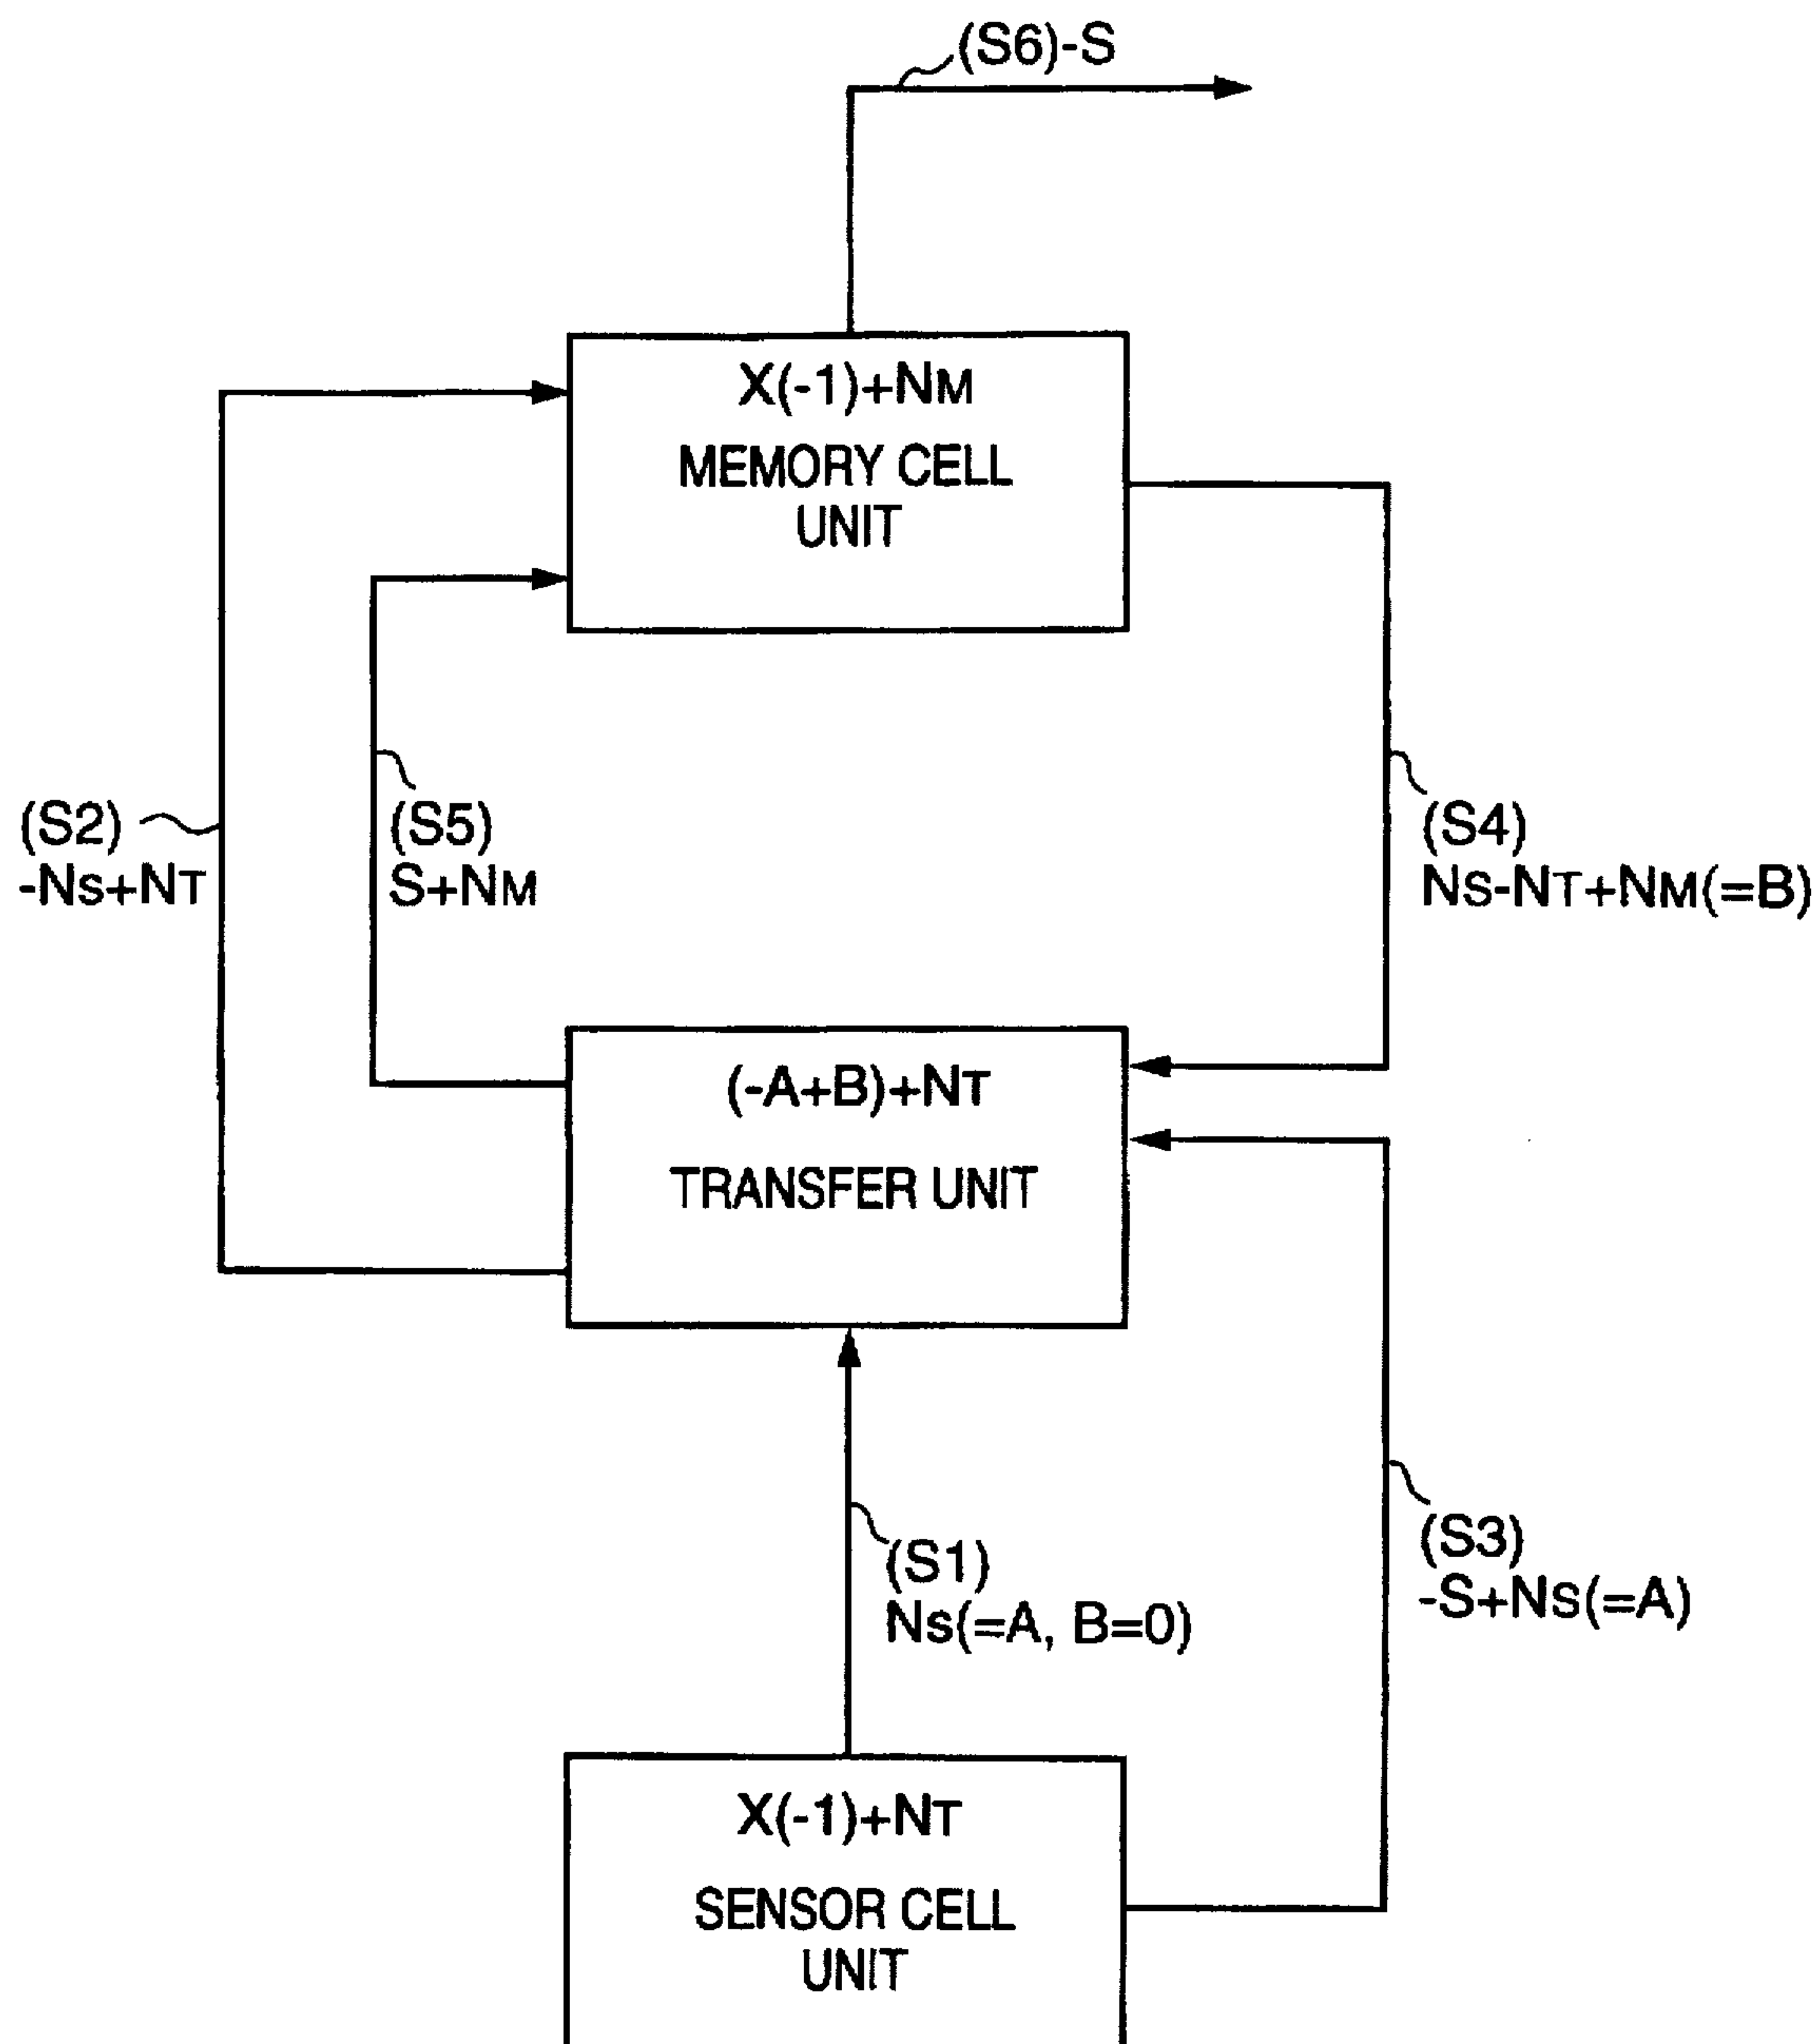 (S6)-S
X(-1)+NM
MEMORY CELL
UNIT
(S2)
-Ns+NT
(S5)
S+NM
(S4)
NS-NT+NM(=B)
(-A+B)+NT
TRANSFER UNIT
(S1)
Ns(=A, B=0)
(S3)
-S+NS(=A)
X(-1)+NT
SENSOR CELL
UNIT